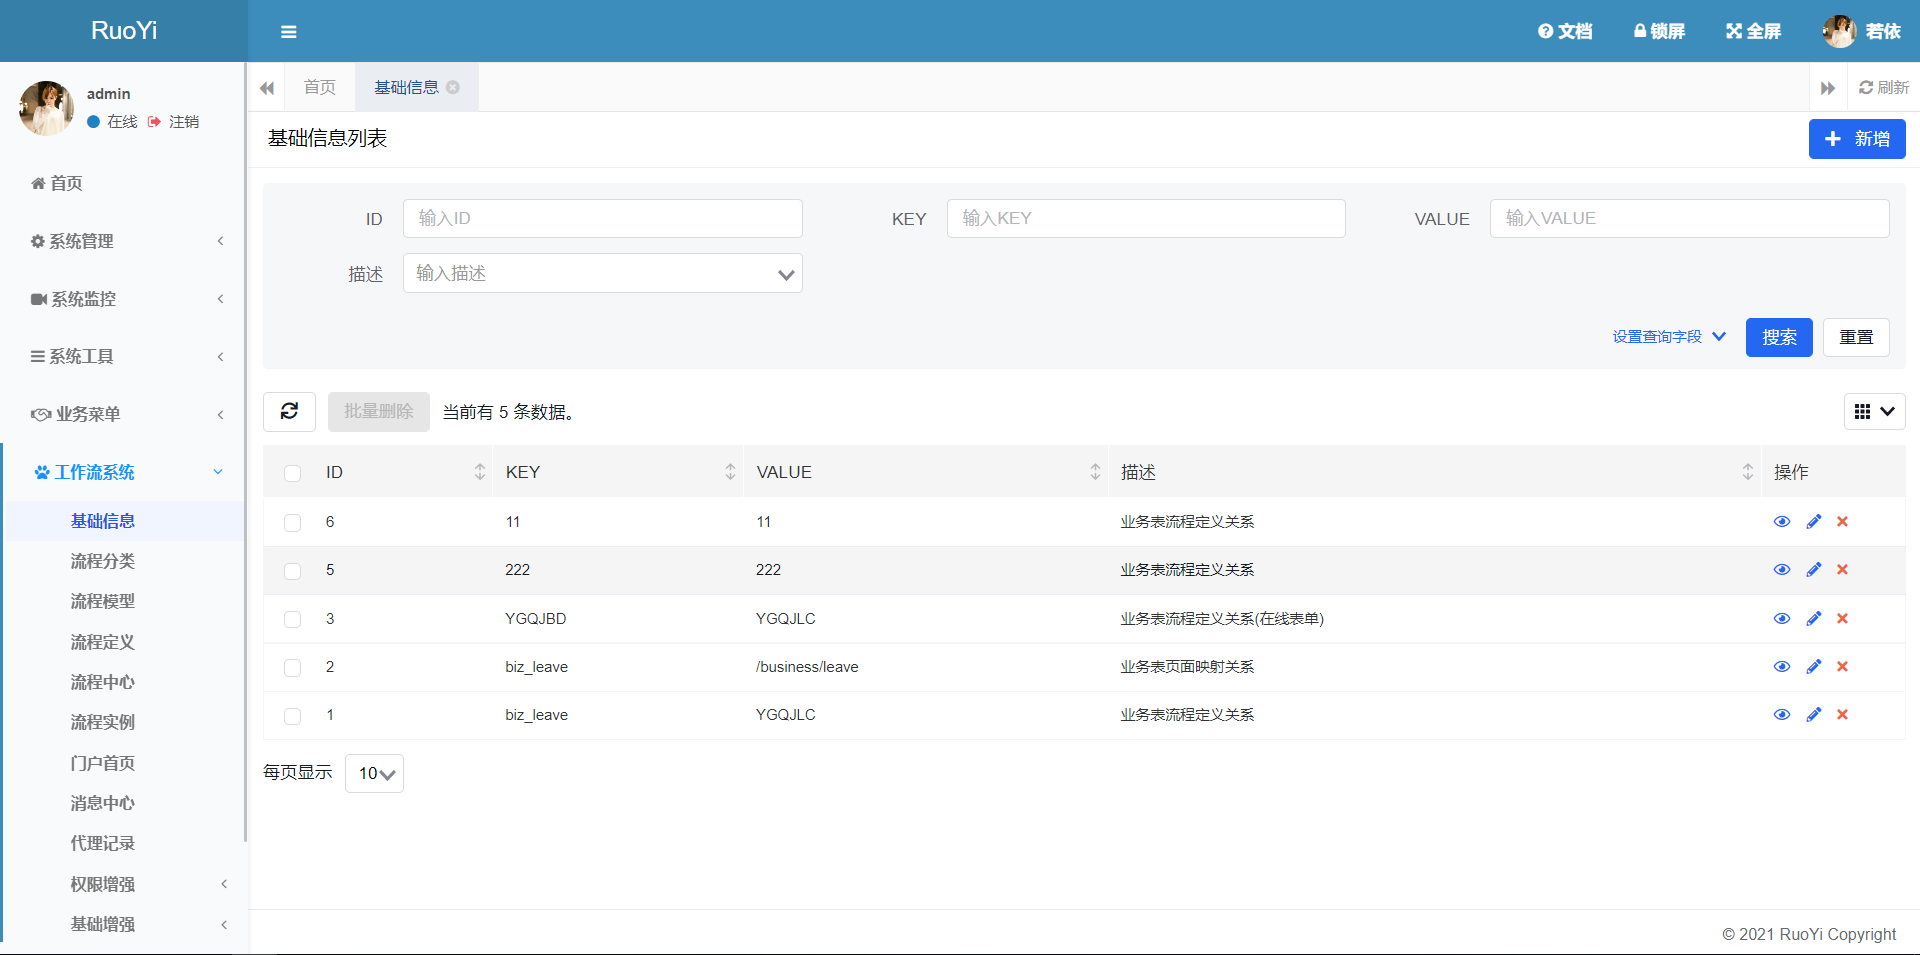 RuoYi
文档 锁屏 全屏 若依
admin
在线 注销
首页
系统管理
系统监控
系统工具
业务菜单
工作流系统
基础信息
流程分类
流程模型
流程定义
流程中心
流程实例
门户首页
消息中心
代理记录
权限增强
基础增强
首页 基础信息 刷新
基础信息列表 新增
ID 输入ID KEY 输入KEY VALUE 输入VALUE
描述 输入描述
设置查询字段 搜索 重置
批量删除 当前有 5 条数据。
ID KEY VALUE 描述 操作
6 11 11 业务表流程定义关系
5 222 222 业务表流程定义关系
3 YGQJBD YGQJLC 业务表流程定义关系(在线表单)
2 biz_leave /business/leave 业务表页面映射关系
1 biz_leave YGQJLC 业务表流程定义关系
每页显示 10
© 2021 RuoYi Copyright